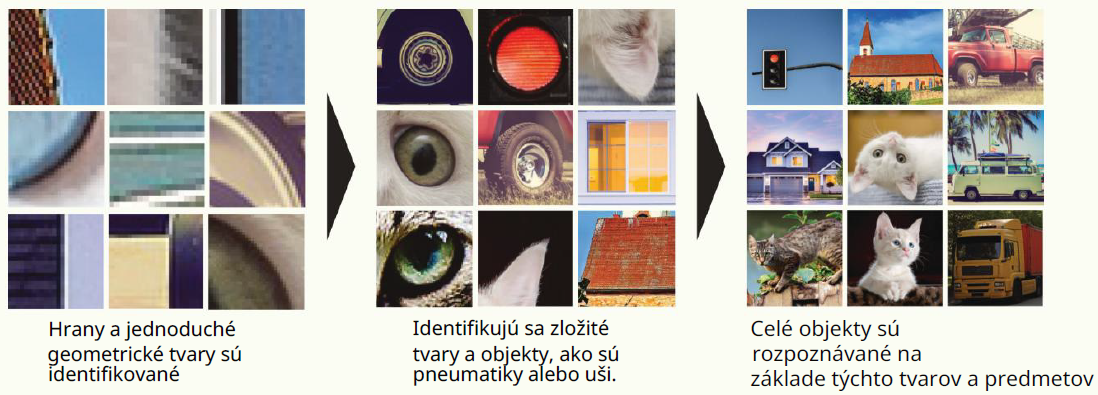 Hrany a jednoduché
geometrické tvary sú
identifikované
Identifikujú sa zložité
tvary a objekty, ako sú
pneumatiky alebo uši.
Celé objekty sú
rozpoznávané na
základe týchto tvarov a predmetov